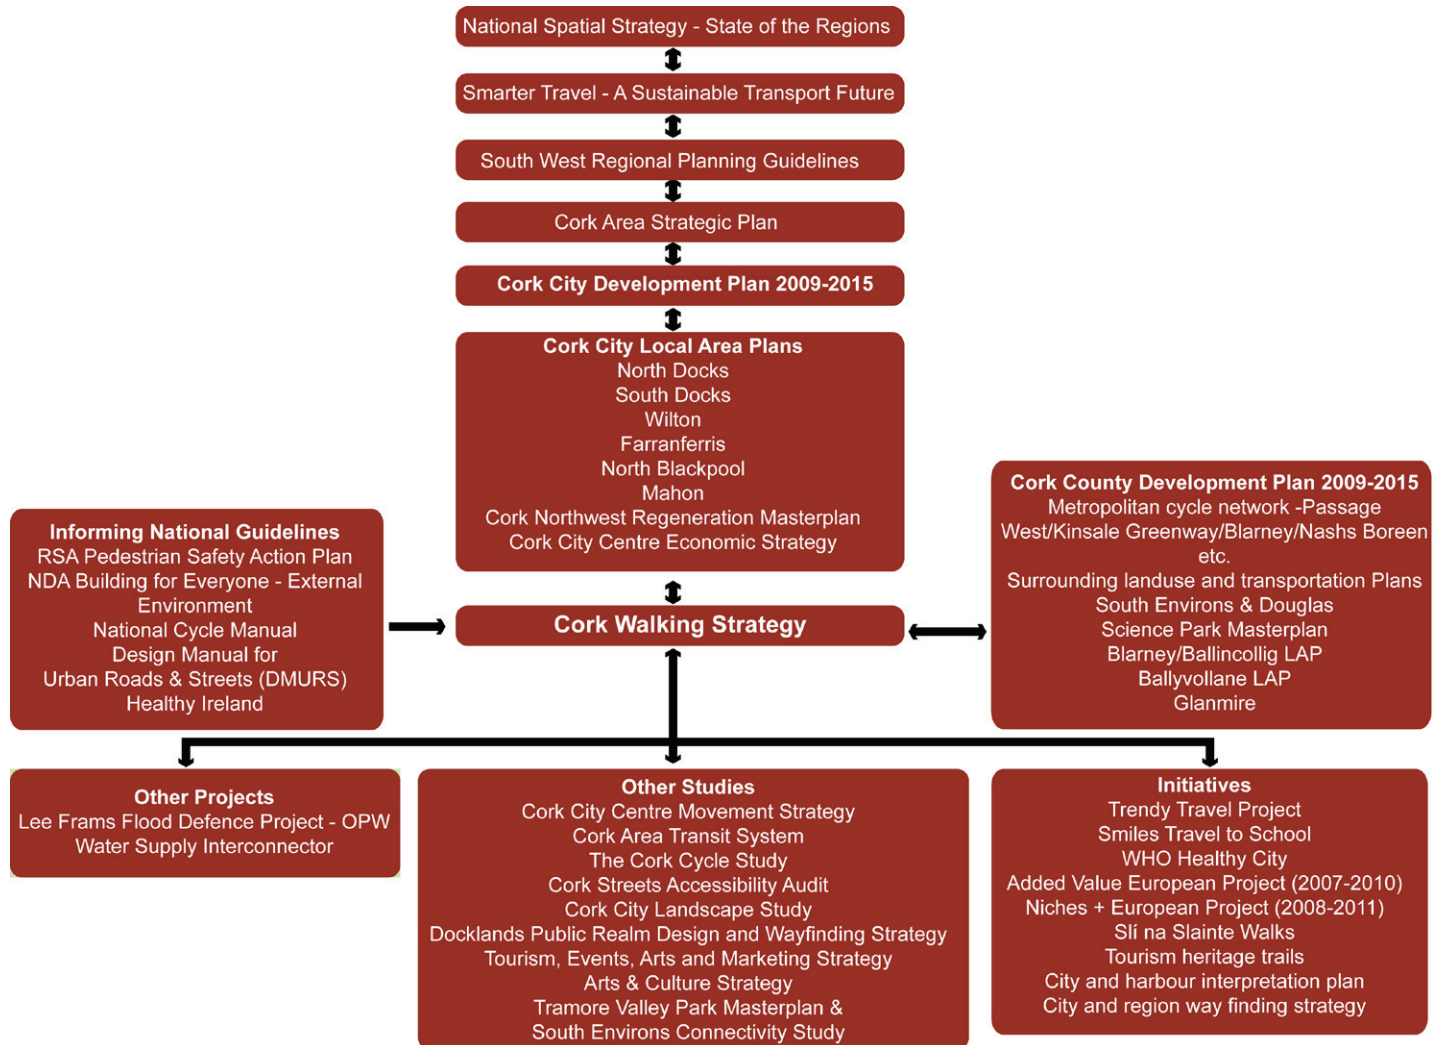 National Spatial Strategy - State of the Regions
Smarter Travel - A Sustainable Transport Future
South West Regional Planning Guidelines
Cork Area Strategic Plan
Cork City Development Plan 2009-2015
Cork City Local Area Plans
North Docks
South Docks
Wilton
Farranferris
North Blackpool
Mahon
Cork Northwest Regeneration Masterplan
Cork City Centre Economic Strategy
Informing National Guidelines
RSA Pedestrian Safety Action Plan
NDA Building for Everyone - External
Environment
National Cycle Manual
Design Manual for
Urban Roads & Streets (DMURS)
Healthy Ireland
Cork Walking Strategy
Cork County Development Plan 2009-2015
Metropolitan cycle network -Passage
West/Kinsale Greenway/Blarney/Nashs Boreen
etc.
Surrounding landuse and transportation Plans
South Environs & Douglas
Science Park Masterplan
Blarney/Ballincollig LAP
Ballyvollane LAP
Glanmire
Other Projects
Lee Frams Flood Defence Project - OPW
Water Supply Interconnector
Other Studies
Cork City Centre Movement Strategy
Cork Area Transit System
The Cork Cycle Study
Cork Streets Accessibility Audit
Cork City Landscape Study
Docklands Public Realm Design and Wayfinding Strategy
Tourism, Events, Arts and Marketing Strategy
Arts & Culture Strategy
Tramore Valley Park Masterplan &
South Environs Connectivity Study
Initiatives
Trendy Travel Project
Smiles Travel to School
WHO Healthy City
Added Value European Project (2007-2010)
Niches + European Project (2008-2011)
Slí na Slainte Walks
Tourism heritage trails
City and harbour interpretation plan
City and region way finding strategy